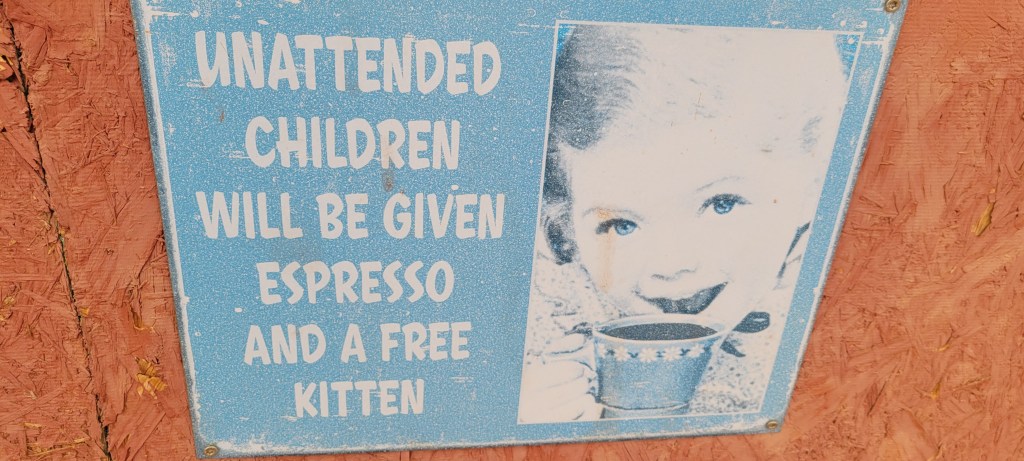 UNATTENDED
CHILDREN
WILL BE GIVEN
ESPRESSO
AND A FREE
KITTEN